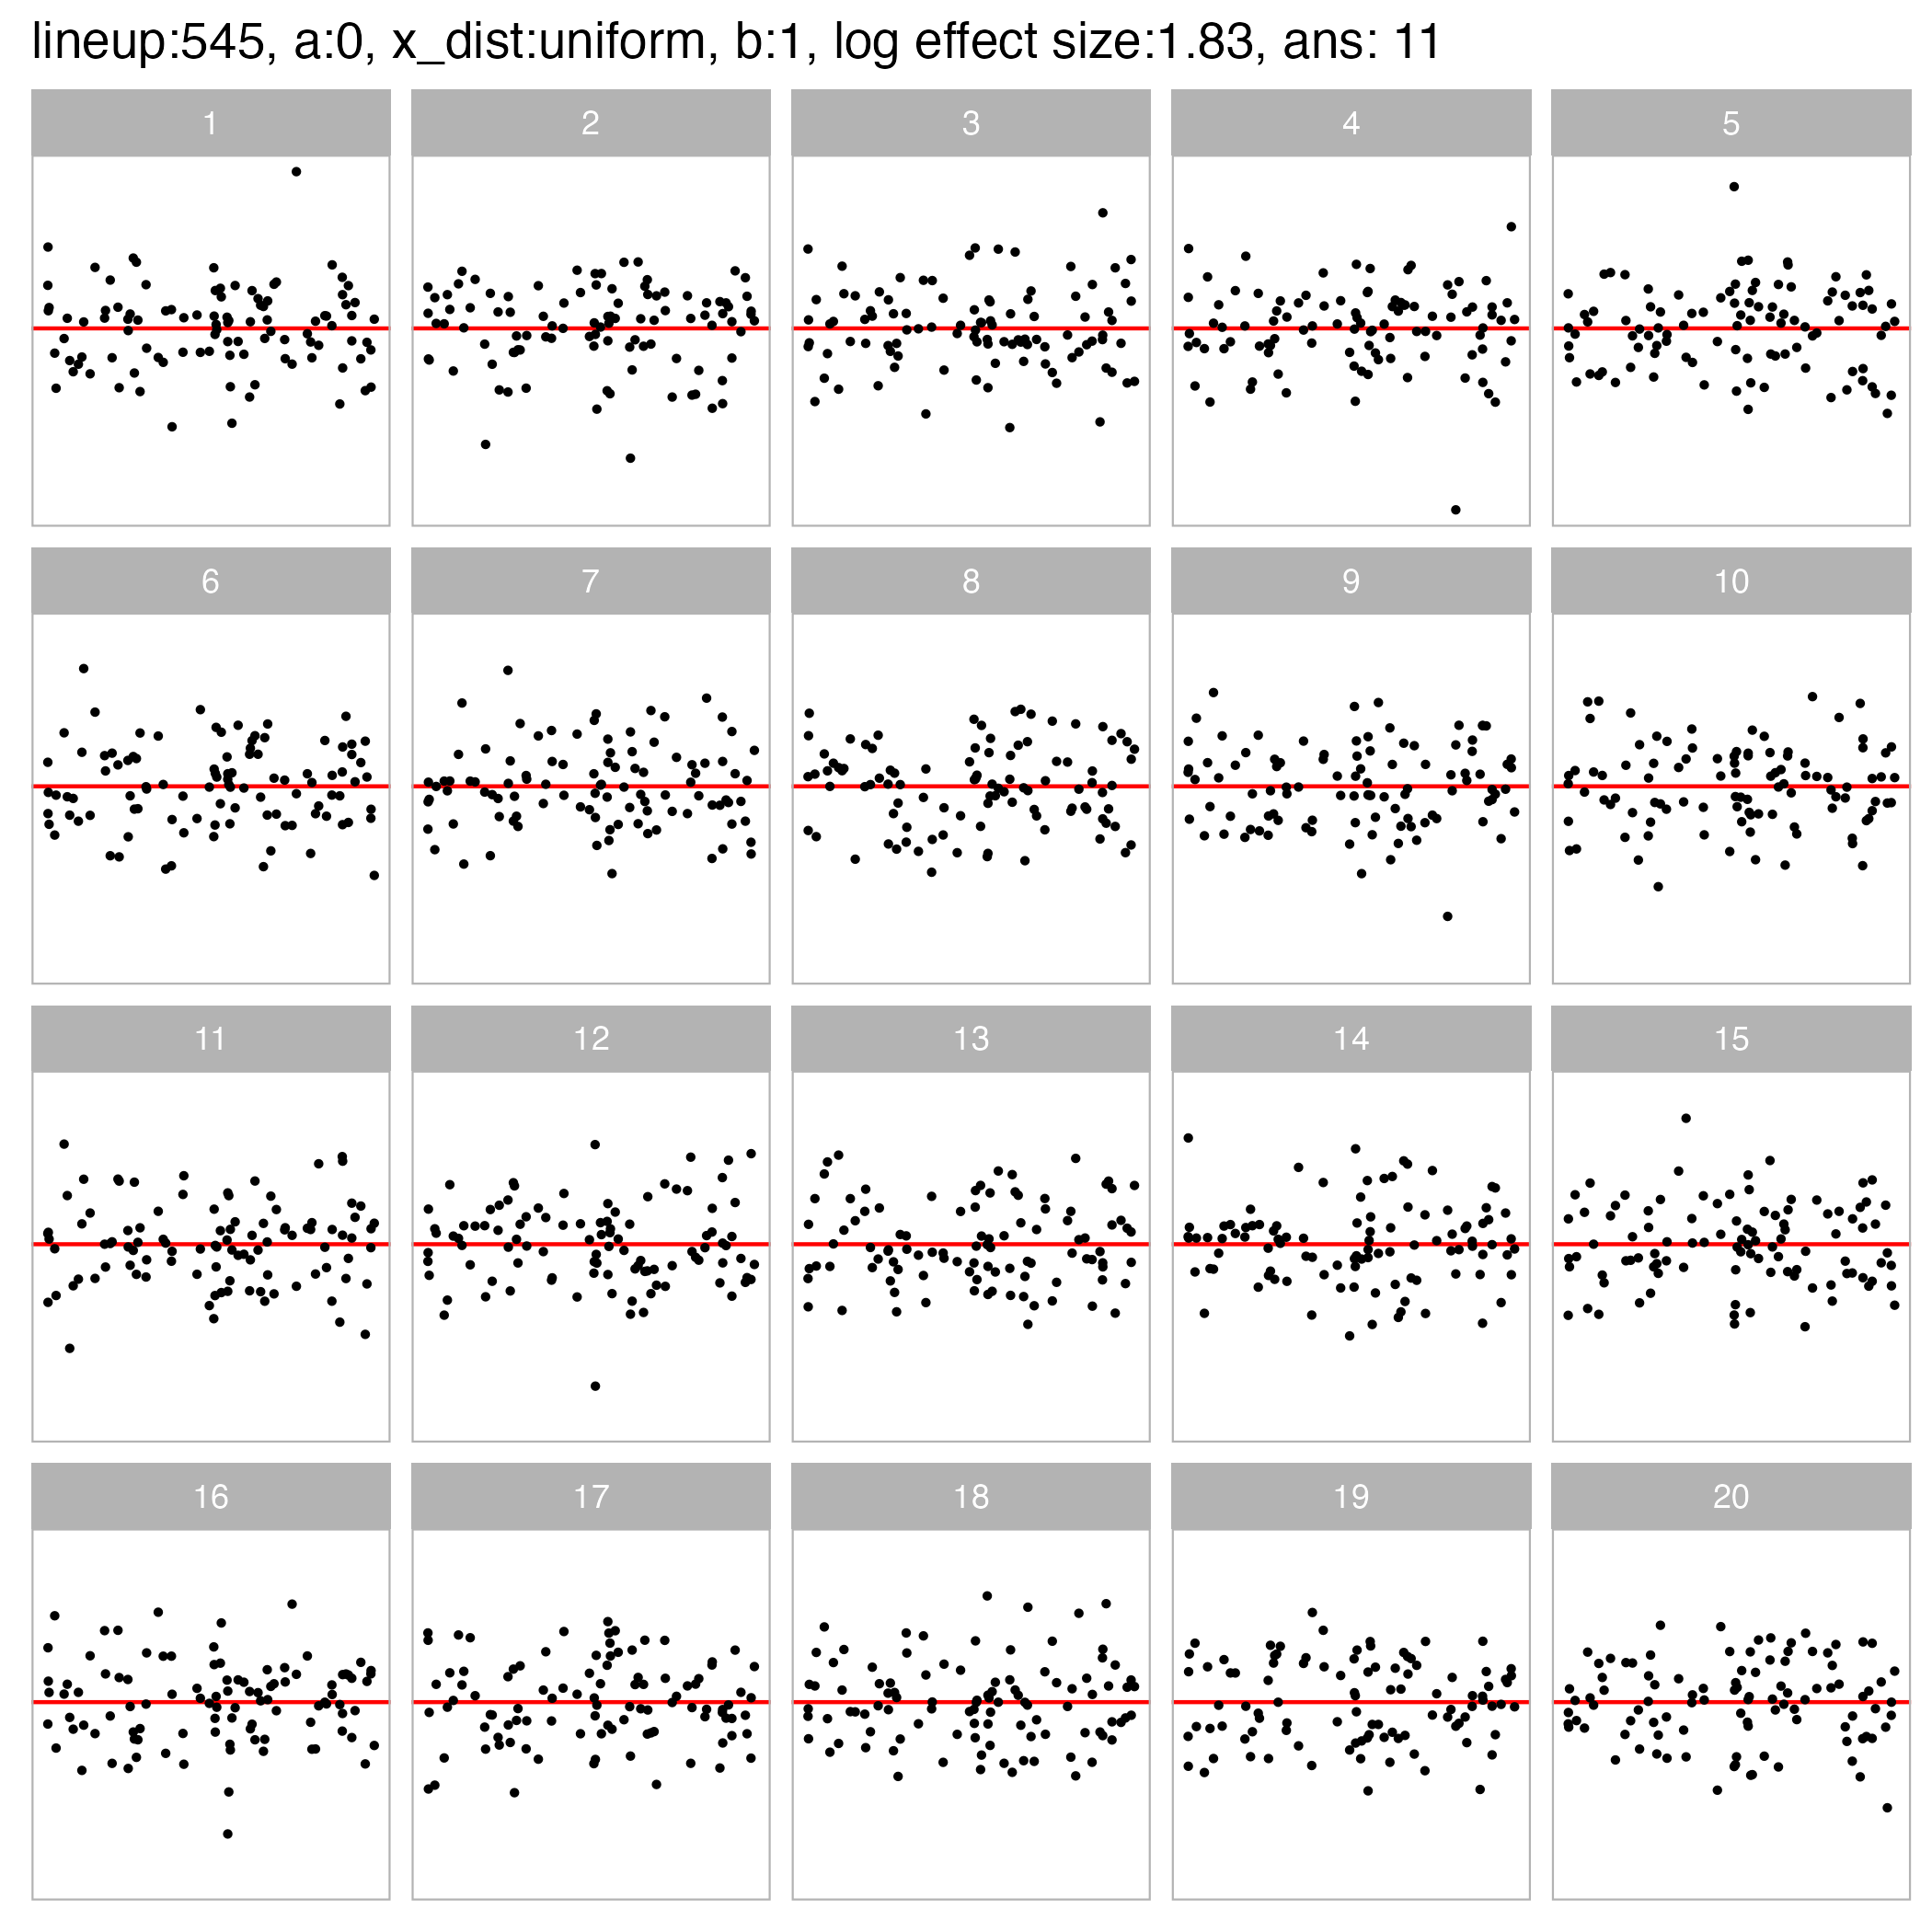 lineup:545, a:0, x_dist:uniform, b:1, log effect size:1.83, ans: 11
1 2 3 4 5
6 7 8 9 10
11 12 13 14 15
16 17 18 19 20